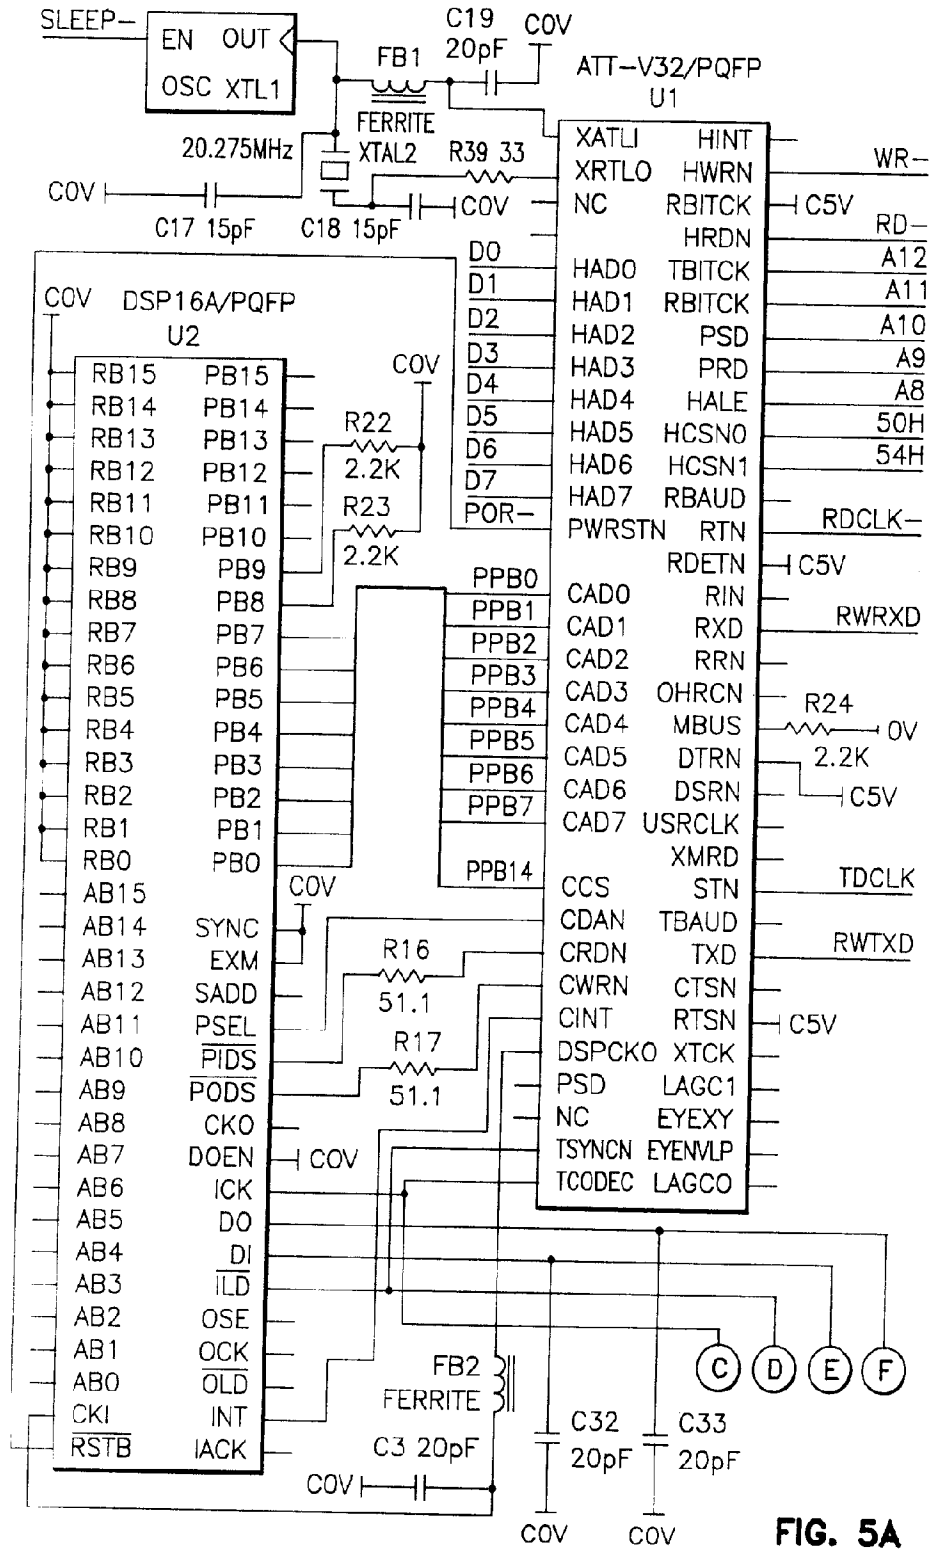 SLEEP-
EN OUT
OSC XTL1
C19
20pF
C0V
FB1
FERRITE
ATT-V32/PQFP
U1
20.275MHz
XTAL2
R39 33
C0V
C17 15pF
C18 15pF
C0V
XATLI HINT
XRTLO HWRN WR-
NC RBITCK C5V
HRDN RD-
D0 HAD0 TBITCK A12
D1 HAD1 RBITCK A11
D2 HAD2 PSD A10
D3 HAD3 PRD A9
D4 HAD4 HALE A8
D5 HAD5 HCSN0 50H
D6 HAD6 HCSN1 54H
D7 HAD7 RBAUD
POR- PWRSTN RTN RDCLK-
RDETN C5V
PPB0 CAD0 RIN
PPB1 CAD1 RXD RWRXD
PPB2 CAD2 RRN
PPB3 CAD3 OHRCN
PPB4 CAD4 MBUS R24 2.2K 0V
PPB5 CAD5 DTRN
PPB6 CAD6 DSRN C5V
PPB7 CAD7 USRCLK
XMRD
PPB14 CCS STN TDCLK
CDAN TBAUD
CRDN TXD RWTXD
CWRN CTSN
CINT RTSN C5V
DSPCKO XTCK
PSD LAGC1
NC EYEXY
TSYNCN EYENVLP
TCODEC LAGCO
C0V
DSP16A/PQFP
U2
C0V
RB15 PB15
RB14 PB14
RB13 PB13 R22
RB12 PB12 2.2K
RB11 PB11 R23
RB10 PB10 2.2K
RB9 PB9
RB8 PB8
RB7 PB7
RB6 PB6
RB5 PB5
RB4 PB4
RB3 PB3
RB2 PB2
RB1 PB1
RB0 PB0
AB15 C0V
AB14 SYNC
AB13 EXM R16
AB12 SADD 51.1
AB11 PSEL
AB10 PIDS R17
AB9 PODS 51.1
AB8 CKO
AB7 DOEN C0V
AB6 ICK
AB5 DO
AB4 DI
AB3 ILD
AB2 OSE
AB1 OCK
AB0 OLD
CKI INT
RSTB IACK
FB2
FERRITE
C3 20pF
C0V
C32
20pF
C0V
C33
20pF
C0V
C D E F
FIG. 5A